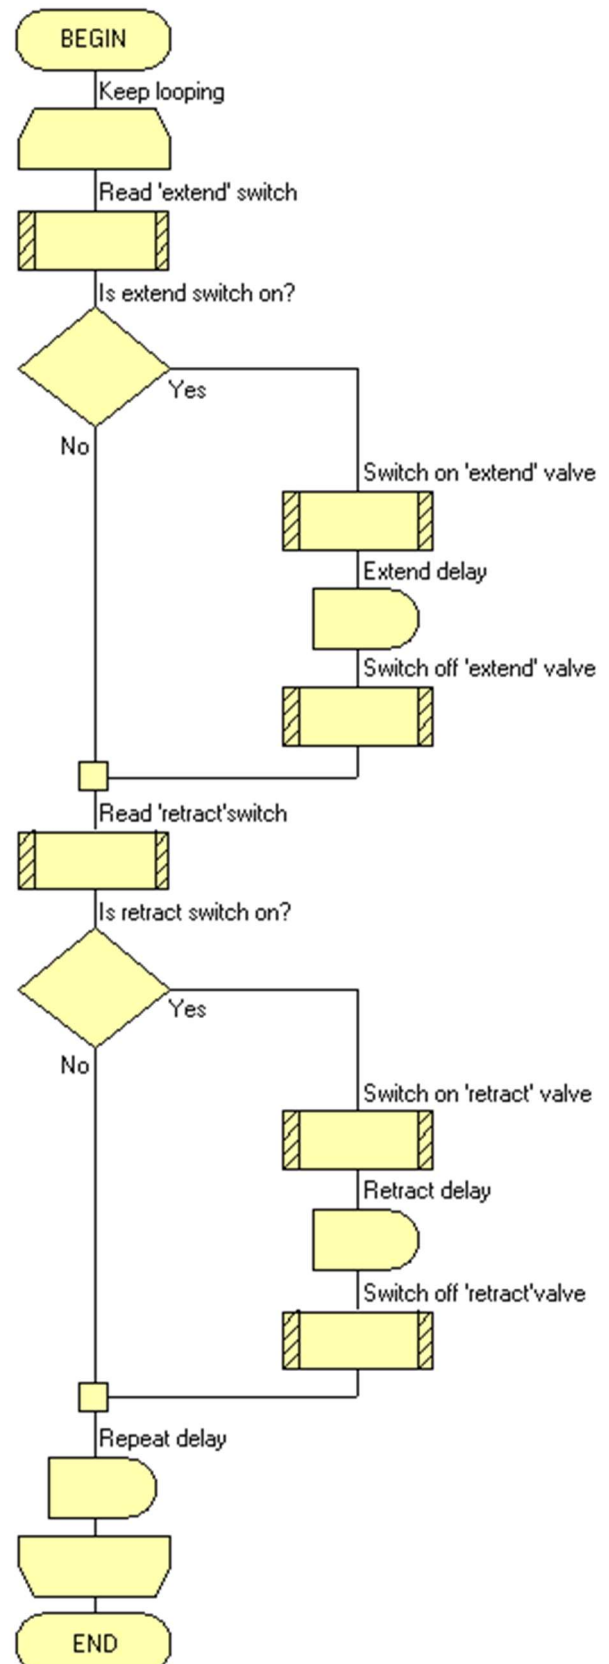 BEGIN
Keep looping
Read 'extend' switch
Is extend switch on?
Yes
No
Switch on 'extend' valve
Extend delay
Switch off 'extend' valve
Read 'retract'switch
Is retract switch on?
Yes
No
Switch on 'retract' valve
Retract delay
Switch off 'retract'valve
Repeat delay
END